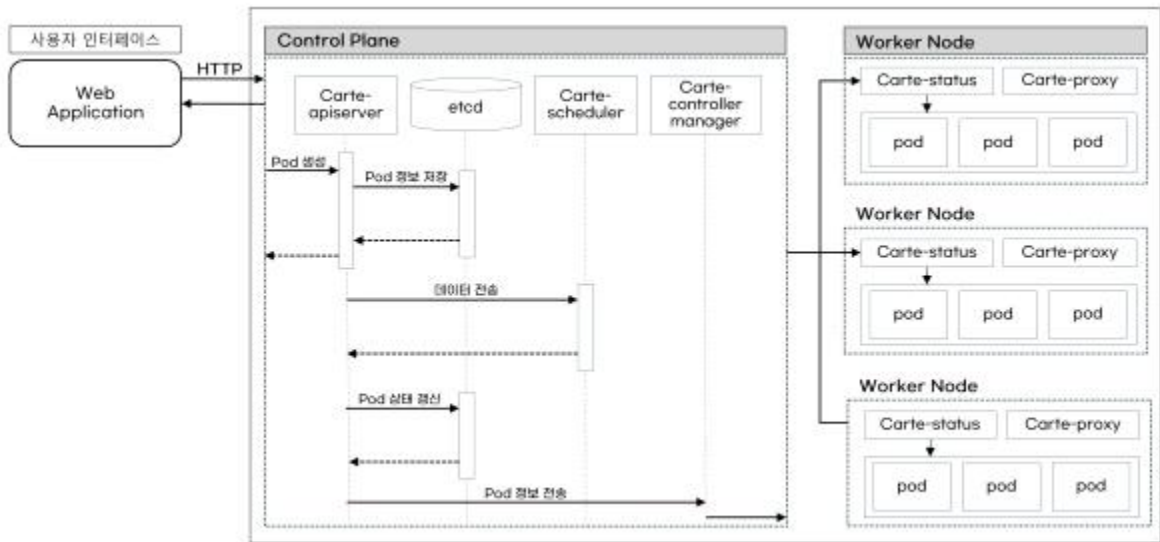 사용자 인터페이스
Web
Application
HTTP
Control Plane
Carte-
apiserver
etcd
Carte-
scheduler
Carte-
controller
manager
Pod 생성
Pod 정보 저장
데이터 전송
Pod 상태 갱신
Pod 정보 전송
Worker Node
Carte-status
Carte-proxy
pod
pod
pod
Worker Node
Carte-status
Carte-proxy
pod
pod
pod
Worker Node
Carte-status
Carte-proxy
pod
pod
pod